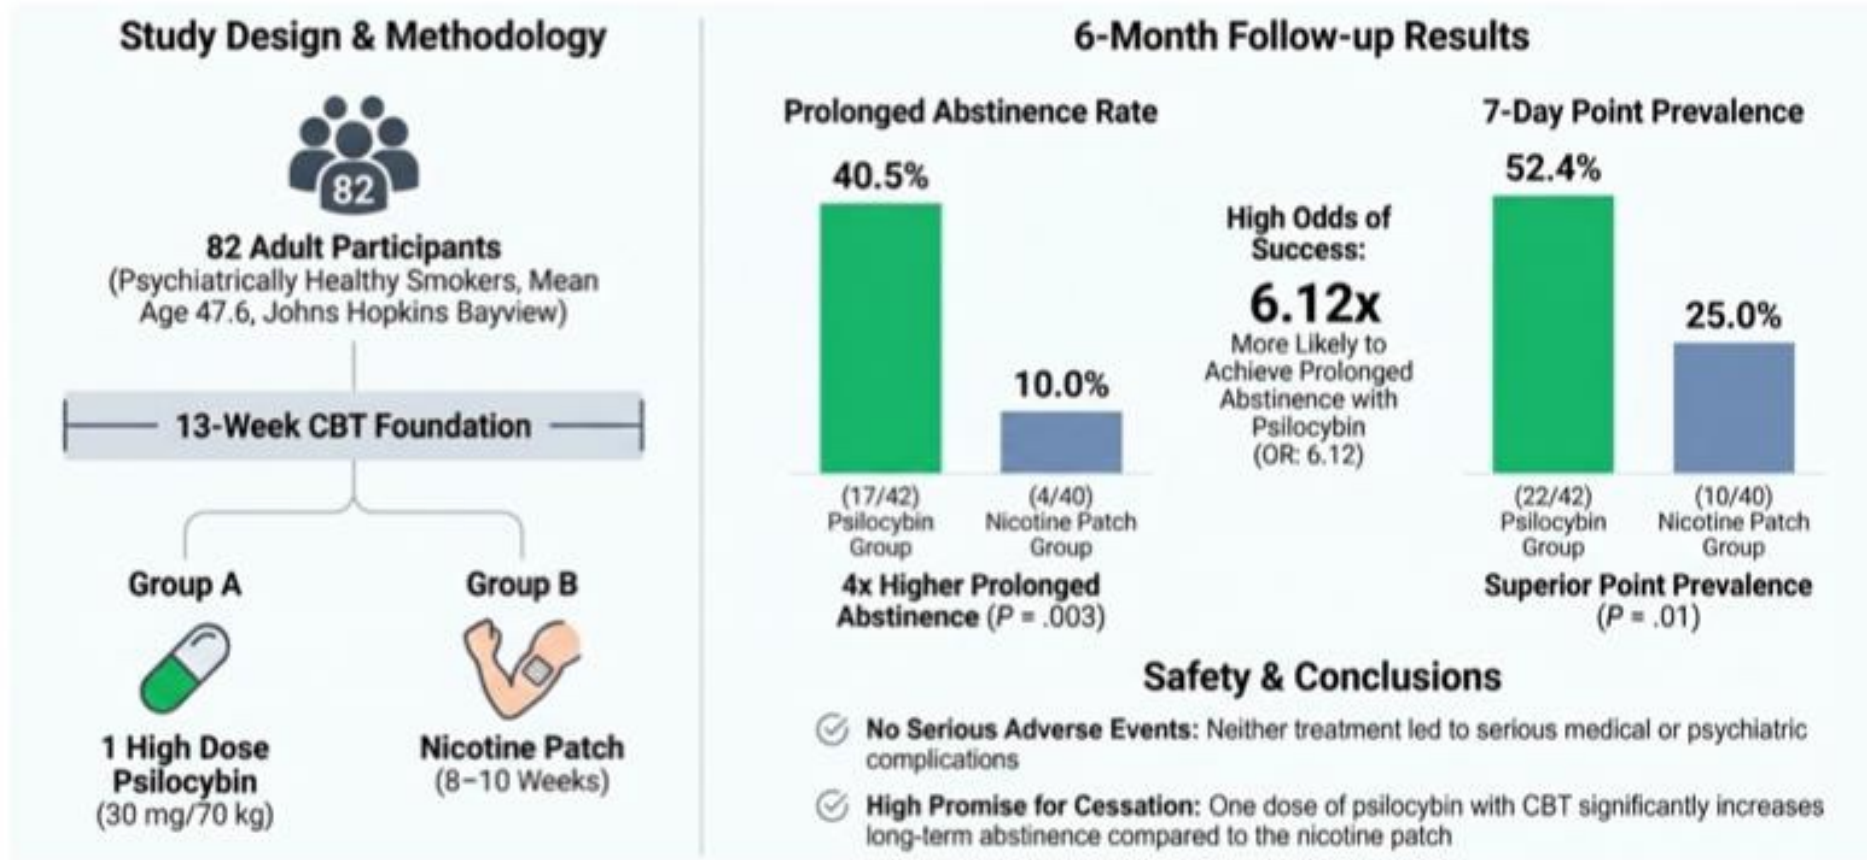 Study Design & Methodology
82
82 Adult Participants
(Psychiatrically Healthy Smokers, Mean
Age 47.6, Johns Hopkins Bayview)
13-Week CBT Foundation
Group A
1 High Dose
Psilocybin
(30 mg/70 kg)
Group B
Nicotine Patch
(8–10 Weeks)
6-Month Follow-up Results
Prolonged Abstinence Rate
40.5%
10.0%
(17/42)
Psilocybin
Group
(4/40)
Nicotine Patch
Group
4x Higher Prolonged
Abstinence (P = .003)
High Odds of
Success:
6.12x
More Likely to
Achieve Prolonged
Abstinence with
Psilocybin
(OR: 6.12)
7-Day Point Prevalence
52.4%
25.0%
(22/42)
Psilocybin
Group
(10/40)
Nicotine Patch
Group
Superior Point Prevalence
(P = .01)
Safety & Conclusions
No Serious Adverse Events: Neither treatment led to serious medical or psychiatric
complications
High Promise for Cessation: One dose of psilocybin with CBT significantly increases
long-term abstinence compared to the nicotine patch